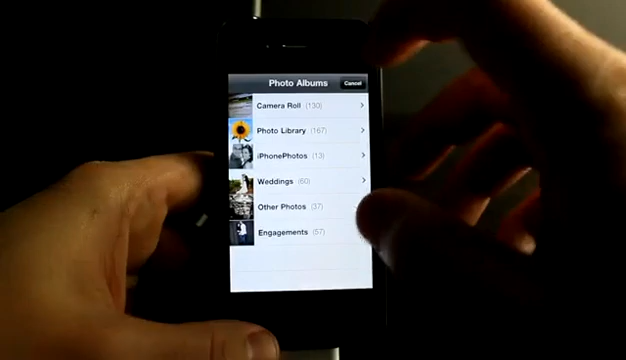 Photo Albums Cancel
Camera Roll (130)
Photo Library (167)
iPhonePhotos (13)
Weddings (60)
Other Photos (37)
Engagements (57)